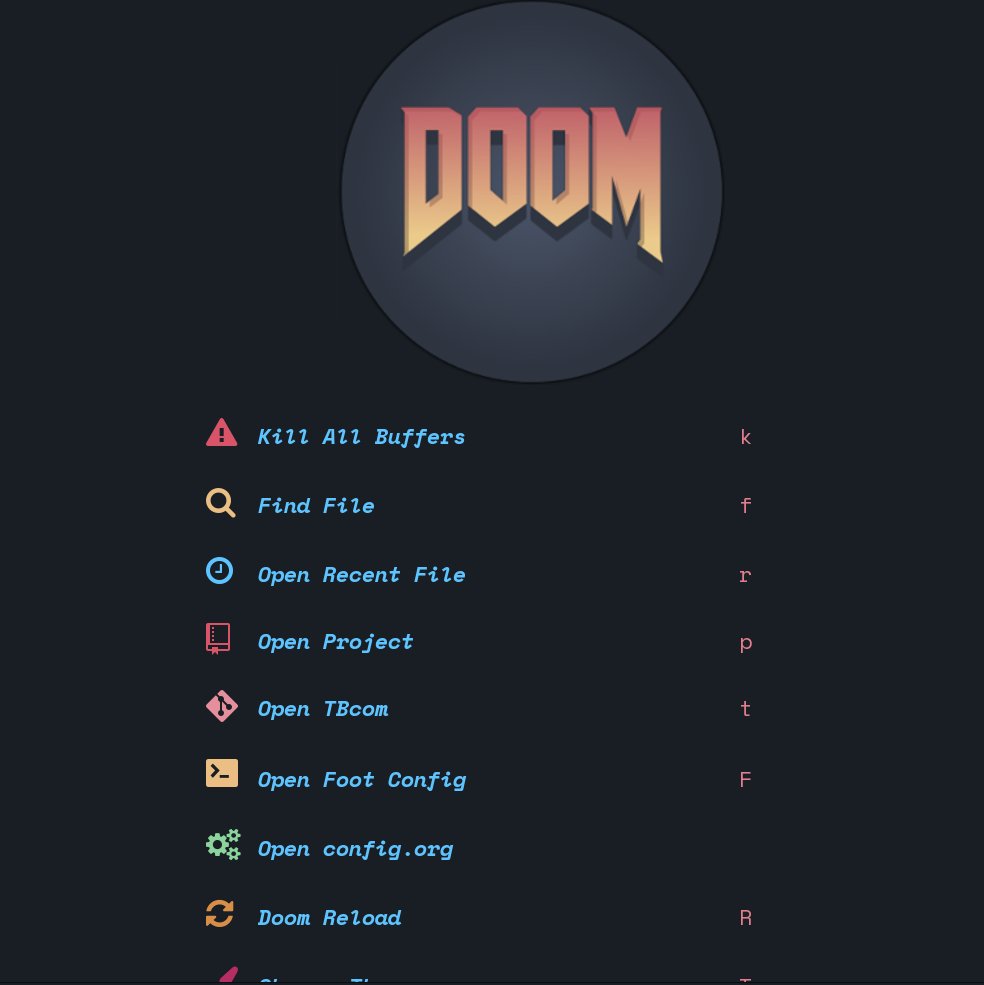 DOOM
Kill All Buffers k
Find File f
Open Recent File r
Open Project p
Open TBcom t
Open Foot Config F
Open config.org
Doom Reload R